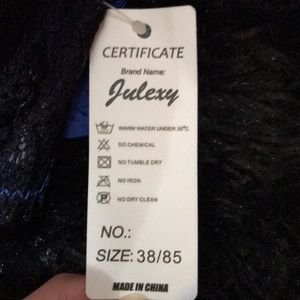 CERTIFICATE
Brand Name:
Julexy
WARM WATER UNDER 30°C
DO CHEMICAL
NO TUMBLE DRY
NO IRON
NO DRY CLEAN
NO.:
SIZE: 38/85
MADE IN CHINA